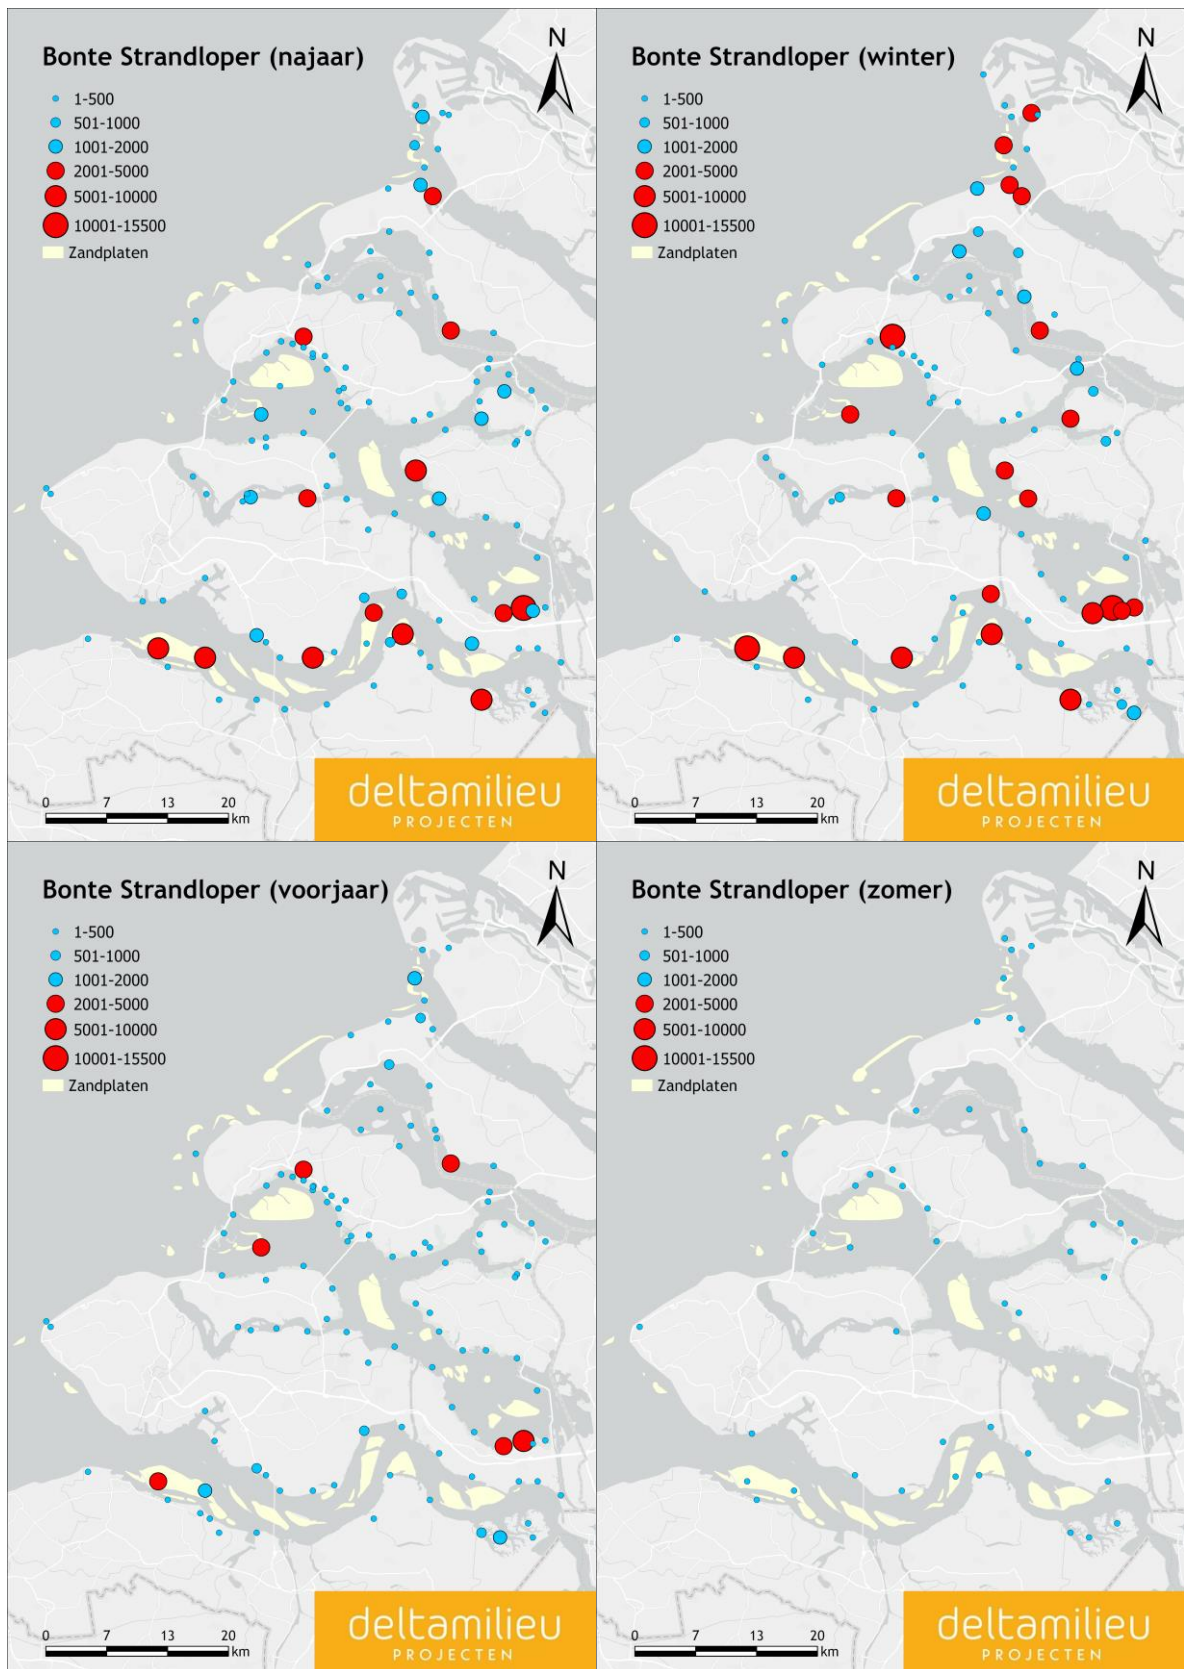 Bonte Strandloper (najaar)
N
1-500
501-1000
1001-2000
2001-5000
5001-10000
10001-15500
Zandplaten
0 7 13 20
km
deltamilieu
PROJECTEN
Bonte Strandloper (winter)
N
1-500
501-1000
1001-2000
2001-5000
5001-10000
10001-15500
Zandplaten
0 7 13 20
km
deltamilieu
PROJECTEN
Bonte Strandloper (voorjaar)
N
1-500
501-1000
1001-2000
2001-5000
5001-10000
10001-15500
Zandplaten
0 7 13 20
km
deltamilieu
PROJECTEN
Bonte Strandloper (zomer)
N
1-500
501-1000
1001-2000
2001-5000
5001-10000
10001-15500
Zandplaten
0 7 13 20
km
deltamilieu
PROJECTEN